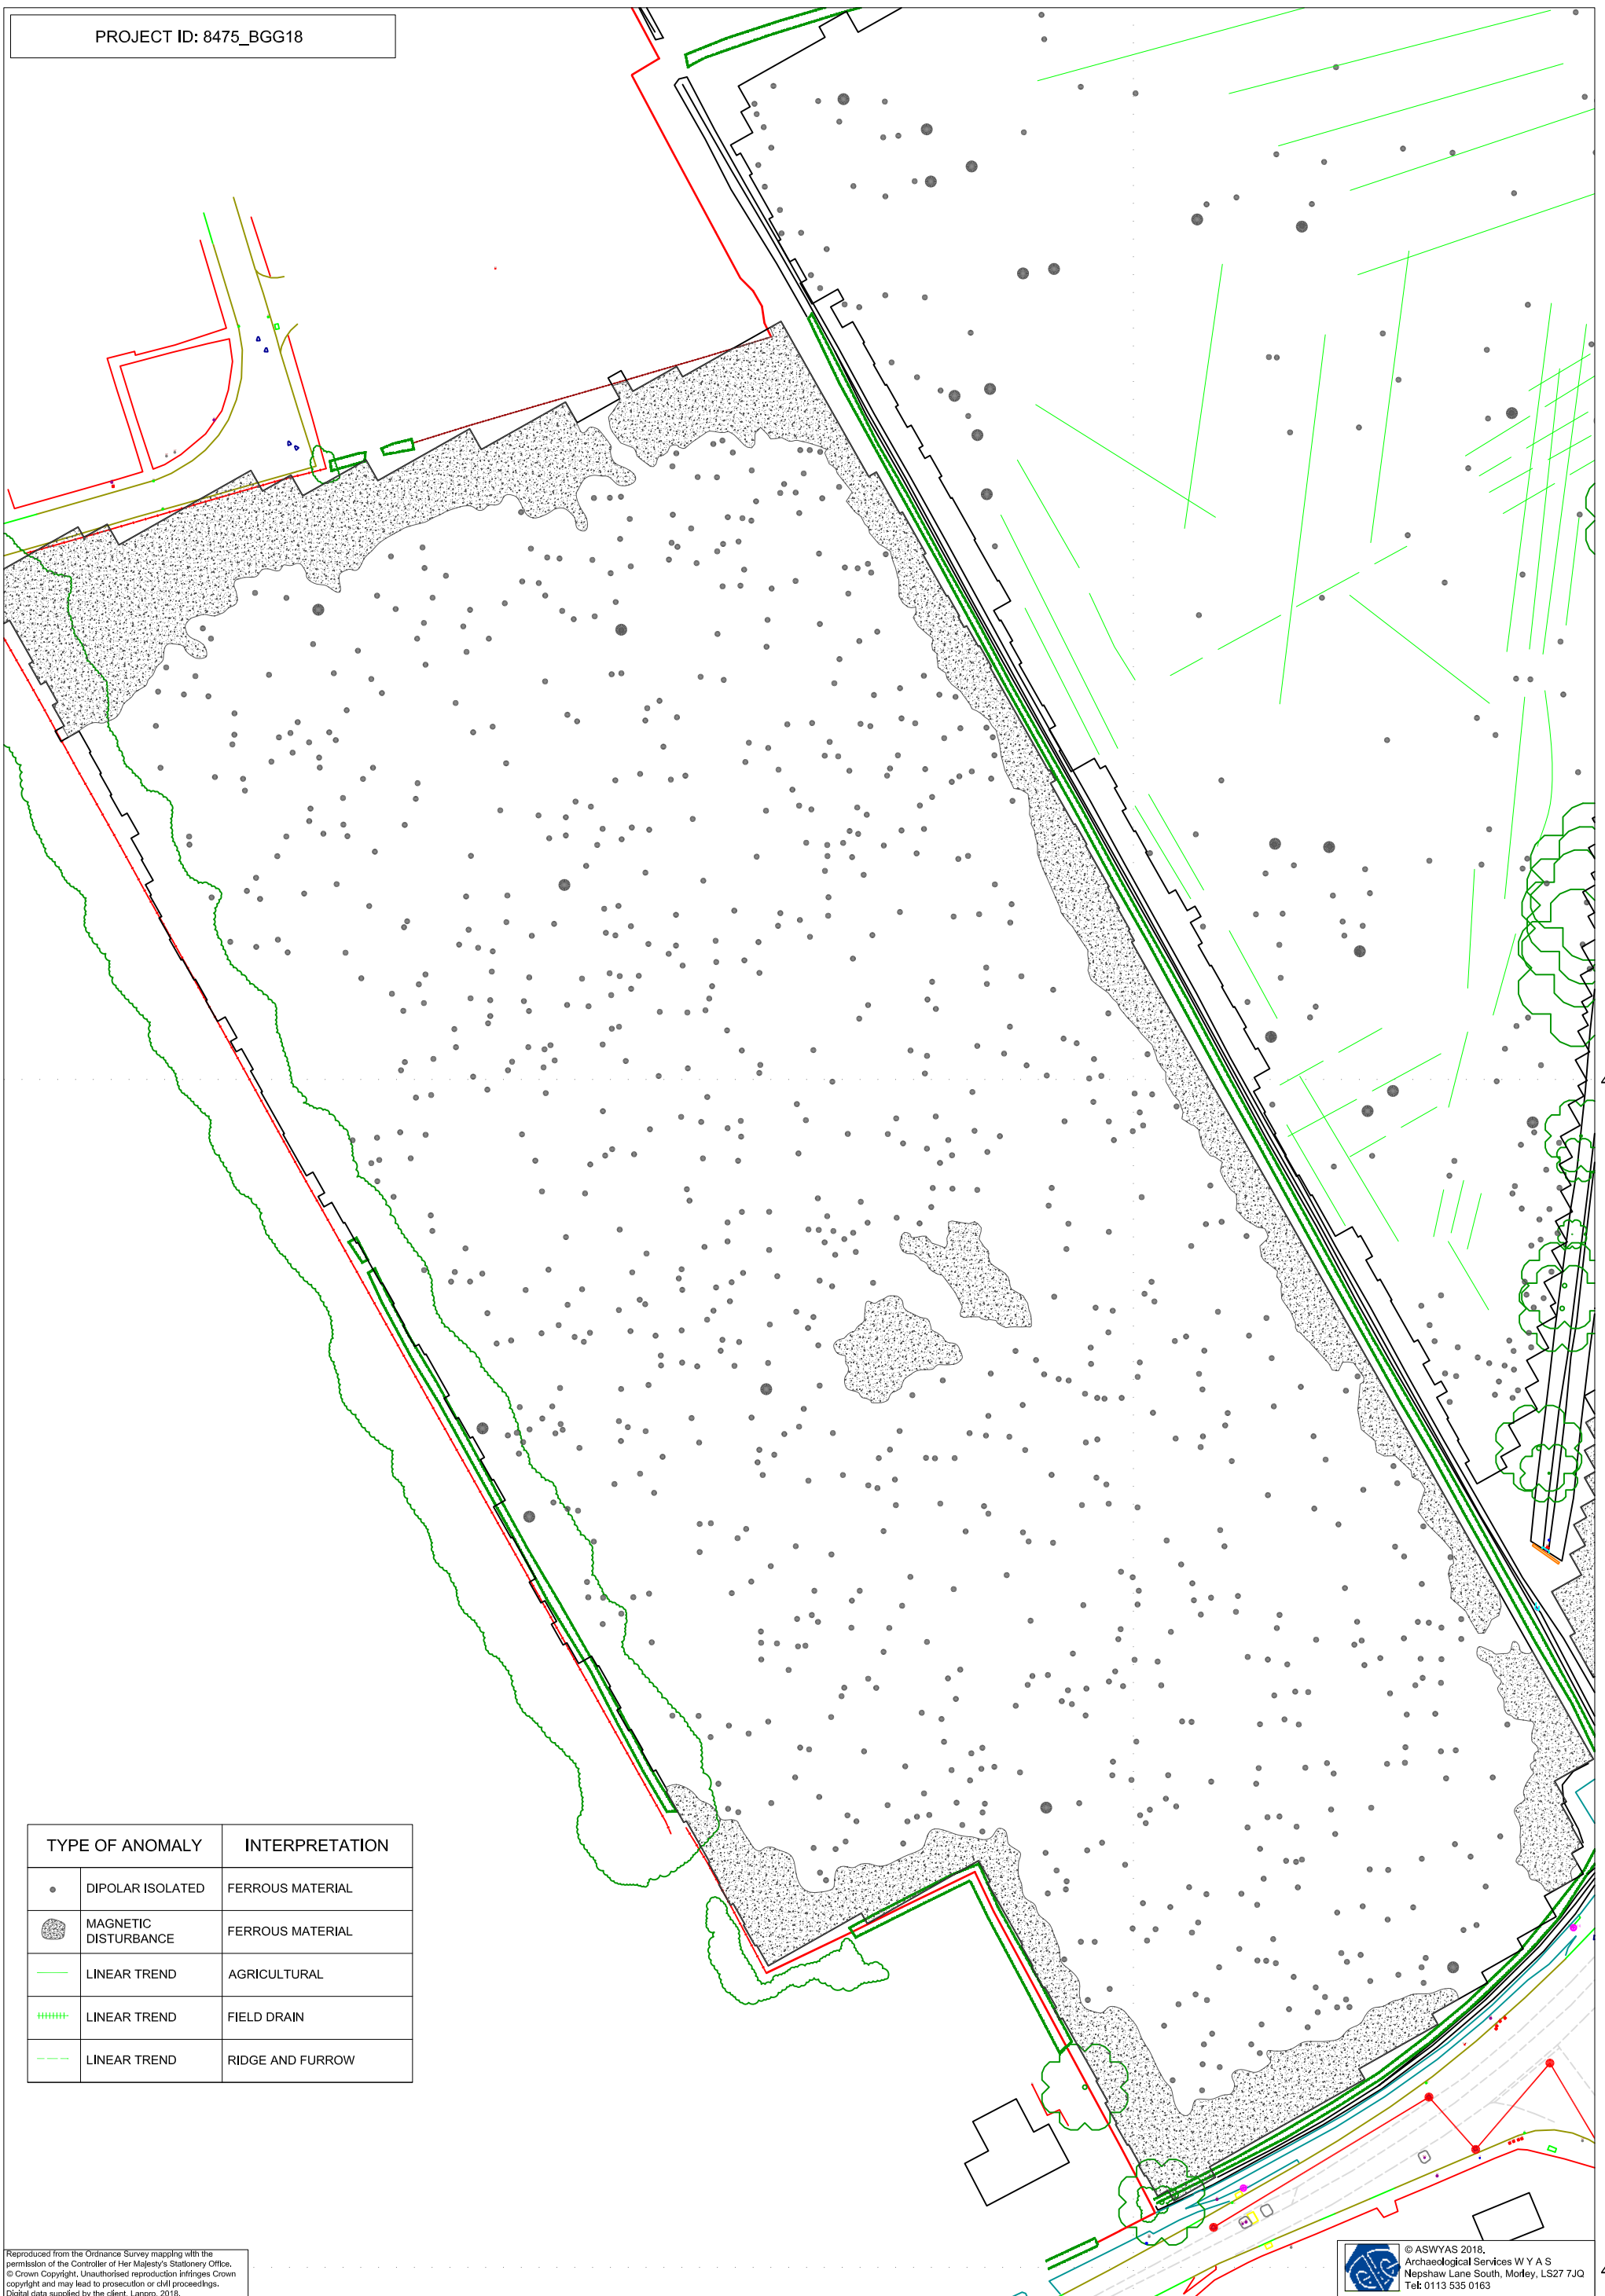 PROJECT ID: 8475_BGG18
TYPE OF ANOMALY INTERPRETATION
DIPOLAR ISOLATED FERROUS MATERIAL
MAGNETIC DISTURBANCE FERROUS MATERIAL
LINEAR TREND AGRICULTURAL
LINEAR TREND FIELD DRAIN
LINEAR TREND RIDGE AND FURROW
Reproduced from the Ordnance Survey mapping with the
permission of the Controller of Her Majesty's Stationery Office.
© Crown Copyright. Unauthorised reproduction infringes Crown
copyright and may lead to prosecution or civil proceedings.
Digital data supplied by the client, Lanpro, 2018.
© ASWYAS 2018.
Archaeological Services W Y A S
Nepshaw Lane South, Morley, LS27 7JQ
Tel: 0113 535 0163
4
4